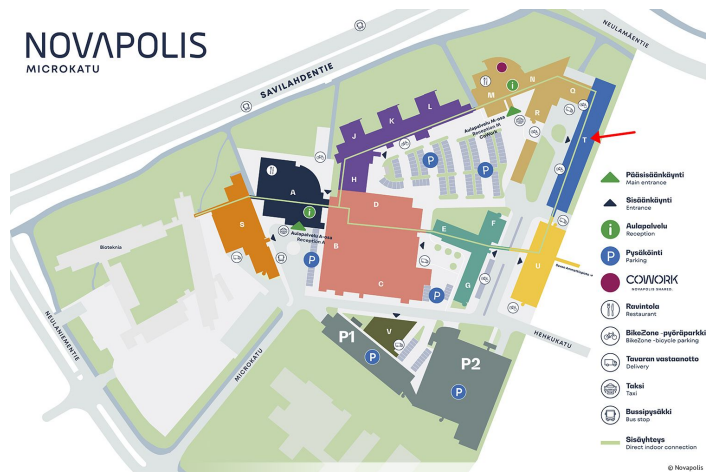 NOVAPOLIS
MICROKATU
SAVILAHDENTIE
NEULAMÄENTIE
N
O
M
L
K
J
R
T
Aulapalvelu M-osa
Reception M
CoWork
H
A
D
S
Aulapalvelu A-osa
Reception A
E
F
B
U
C
G
Bioteknia
NEULANIEMENTIE
MICROKATU
HEHKUKATU
V
P1
P2
P
P
P
P
P
P
i
i
Pääsisäänkäynti
Main entrance
Sisäänkäynti
Entrance
i
Aulapalvelu
Reception
P
Pysäköinti
Parking
COWORK
NOVAPOLIS SHARED.
Ravintola
Restaurant
BikeZone -pyöräparkki
BikeZone -bicycle parking
Tavaran vastaanotto
Delivery
Taksi
Taxi
Bussipysäkki
Bus stop
Sisäyhteys
Direct indoor connection
© Novapolis